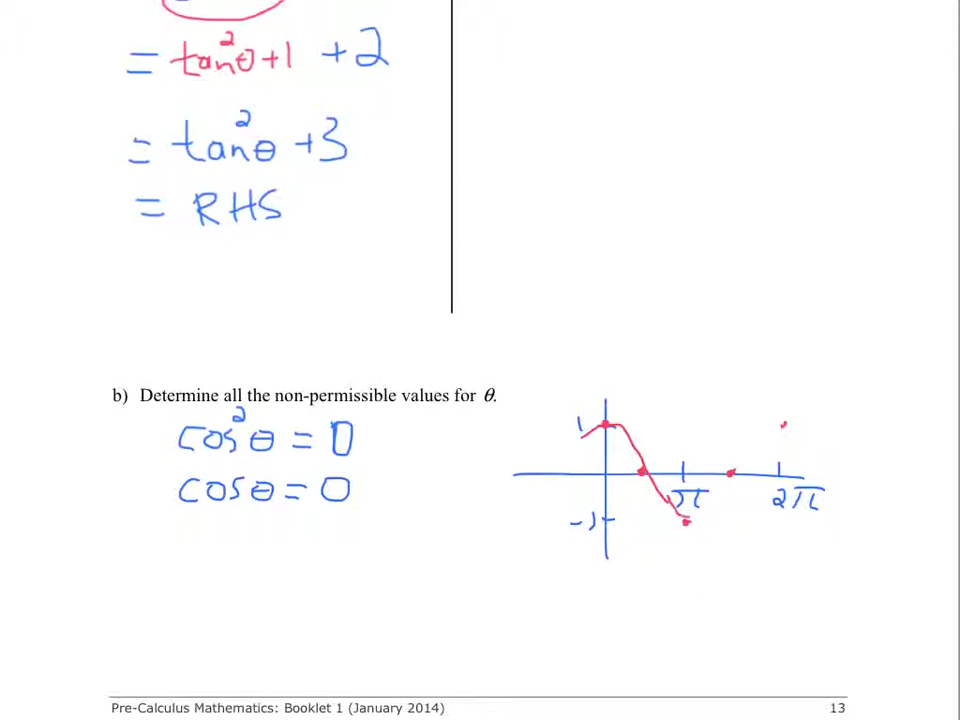 = tan²θ+1 +2
= tan²θ +3
= RHS
b) Determine all the non-permissible values for θ.
cos²θ = 0
cosθ = 0
1
π
2π
-1
Pre-Calculus Mathematics: Booklet 1 (January 2014) 13